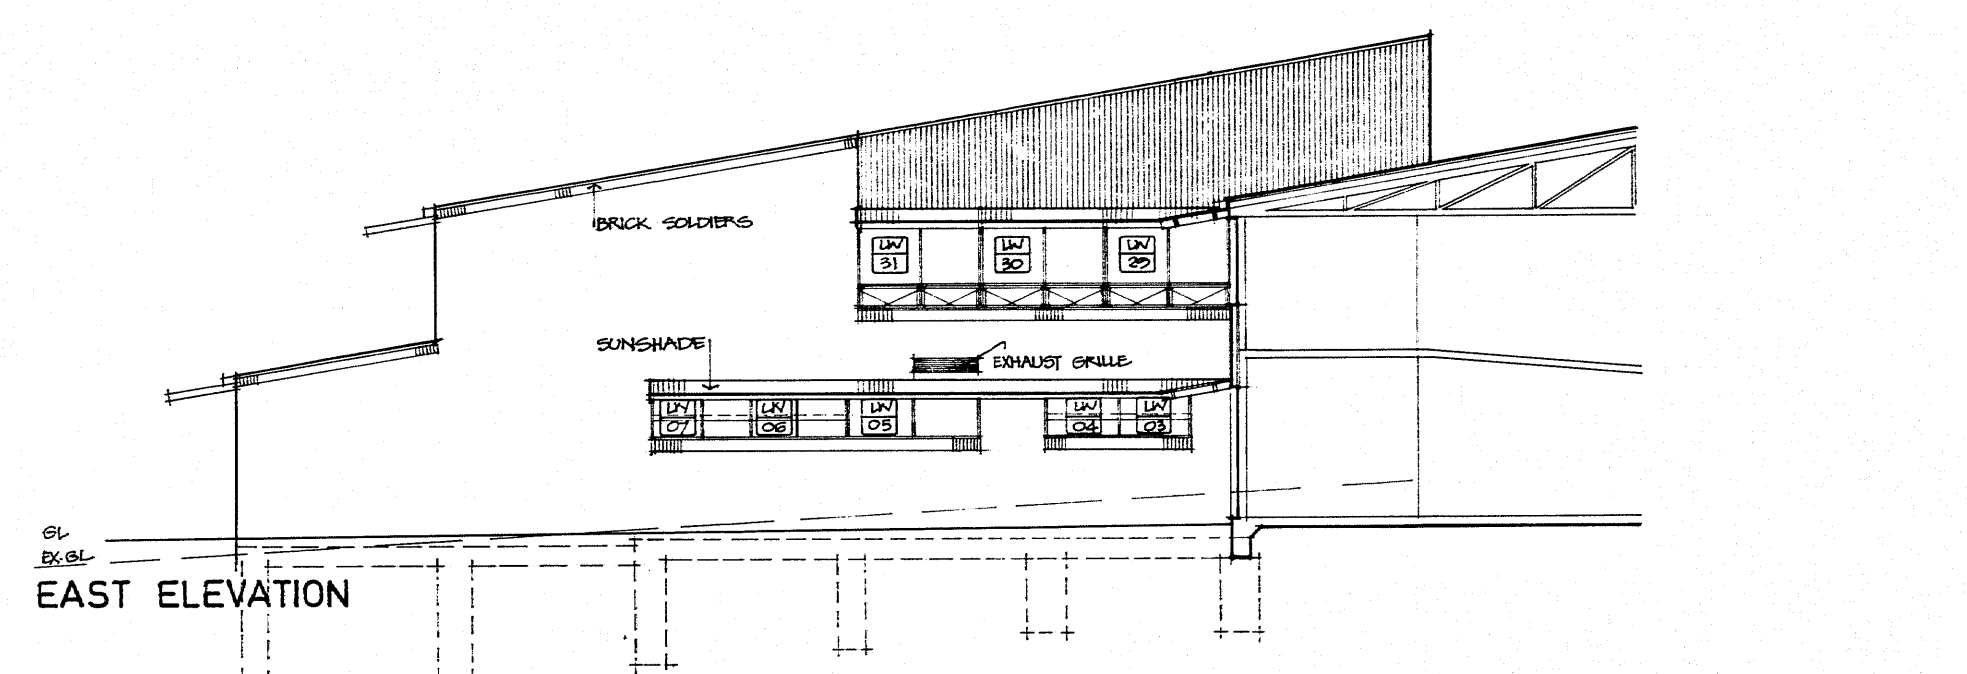 BRICK SOLDIERS
LW
31
LW
30
LW
29
SUNSHADE
EXHAUST GRILLE
LW
07
LW
06
LW
05
LW
04
LW
03
GL
EX.GL
EAST ELEVATION